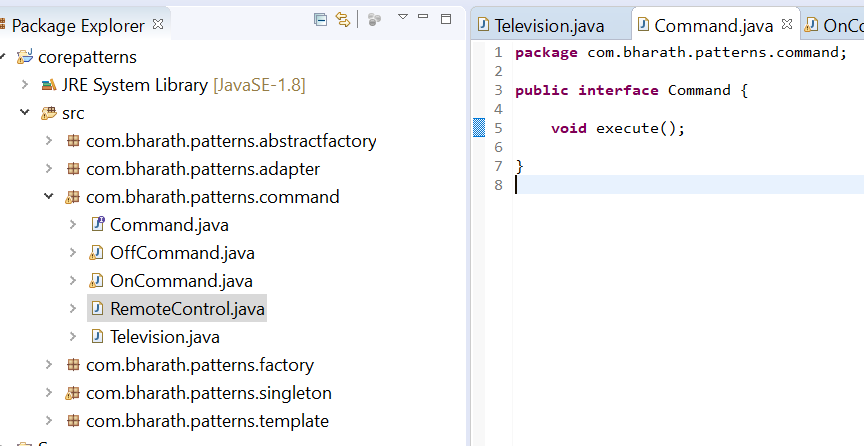 Package Explorer
corepatterns
JRE System Library [JavaSE-1.8]
src
com.bharath.patterns.abstractfactory
com.bharath.patterns.adapter
com.bharath.patterns.command
Command.java
OffCommand.java
OnCommand.java
RemoteControl.java
Television.java
com.bharath.patterns.factory
com.bharath.patterns.singleton
com.bharath.patterns.template
Television.java Command.java OnCo
1 package com.bharath.patterns.command;
2
3 public interface Command {
4
5 void execute();
6
7 }
8